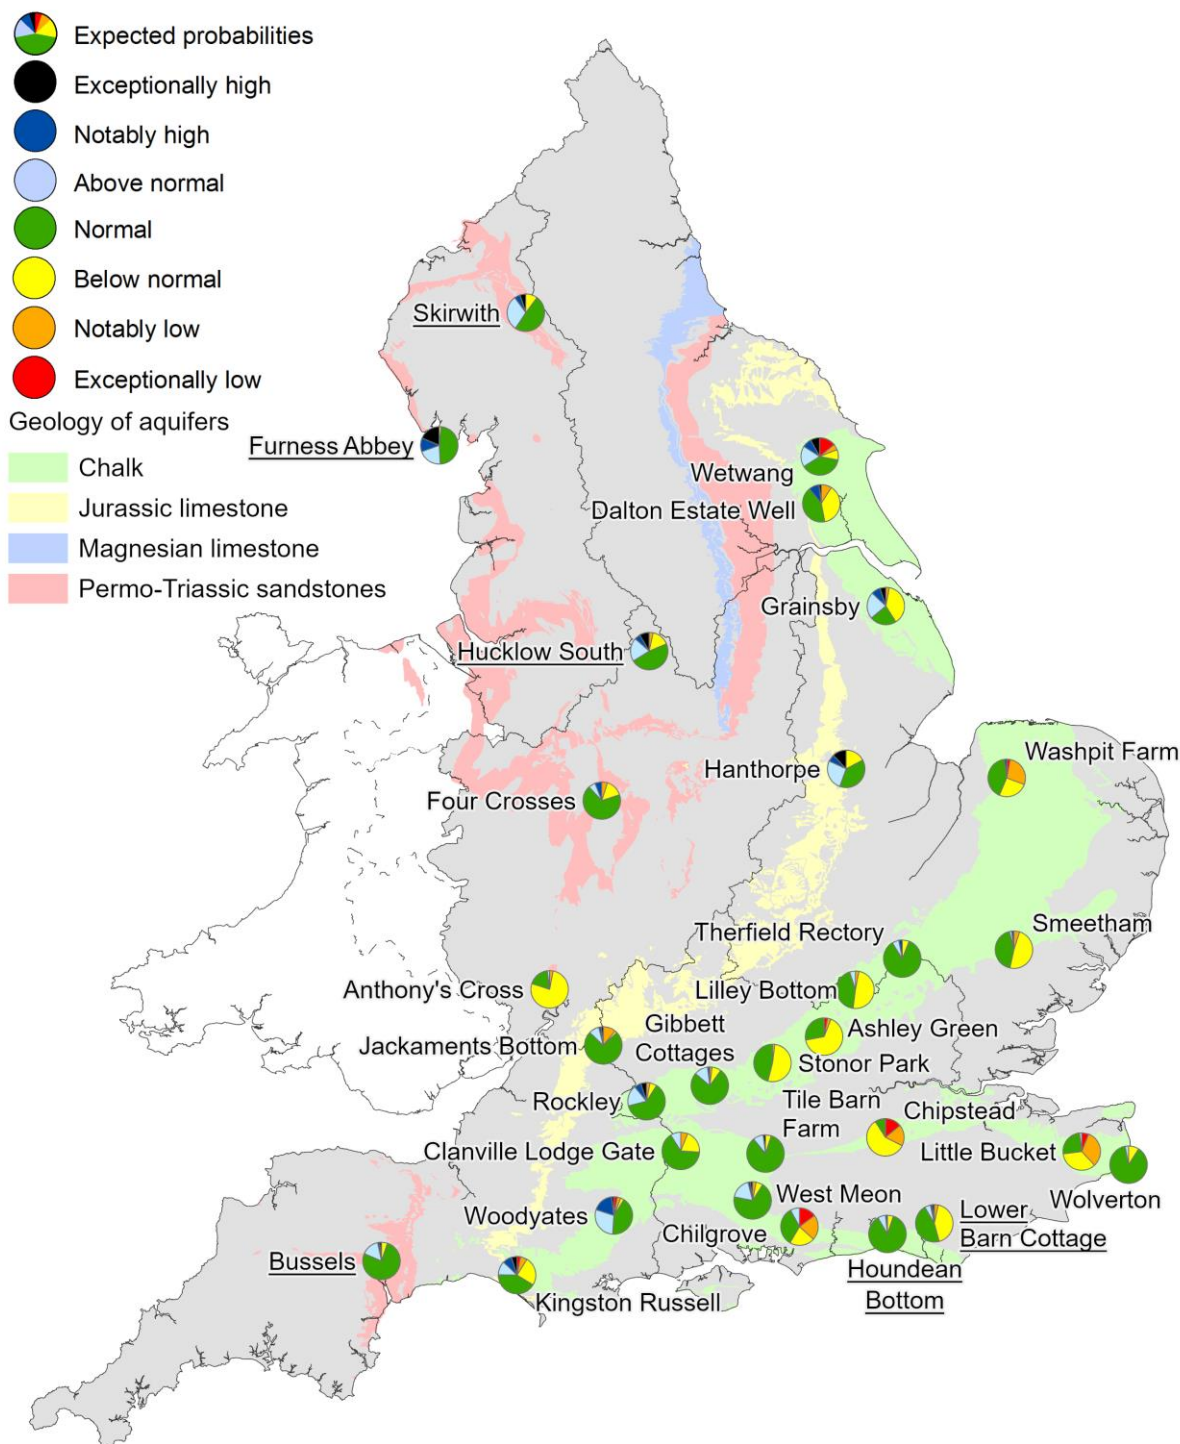 Expected probabilities
Exceptionally high
Notably high
Above normal
Normal
Below normal
Notably low
Exceptionally low
Geology of aquifers
Chalk
Jurassic limestone
Magnesian limestone
Permo-Triassic sandstones
Skirwith
Furness Abbey
Wetwang
Dalton Estate Well
Grainsby
Hucklow South
Hanthorpe
Washpit Farm
Four Crosses
Therfield Rectory
Smeetham
Anthony's Cross
Lilley Bottom
Jackaments Bottom
Gibbett
Cottages
Ashley Green
Stonor Park
Rockley
Tile Barn
Farm
Chipstead
Clanville Lodge Gate
Little Bucket
Wolverton
West Meon
Woodyates
Chilgrove
Lower
Barn Cottage
Bussels
Houndean
Bottom
Kingston Russell